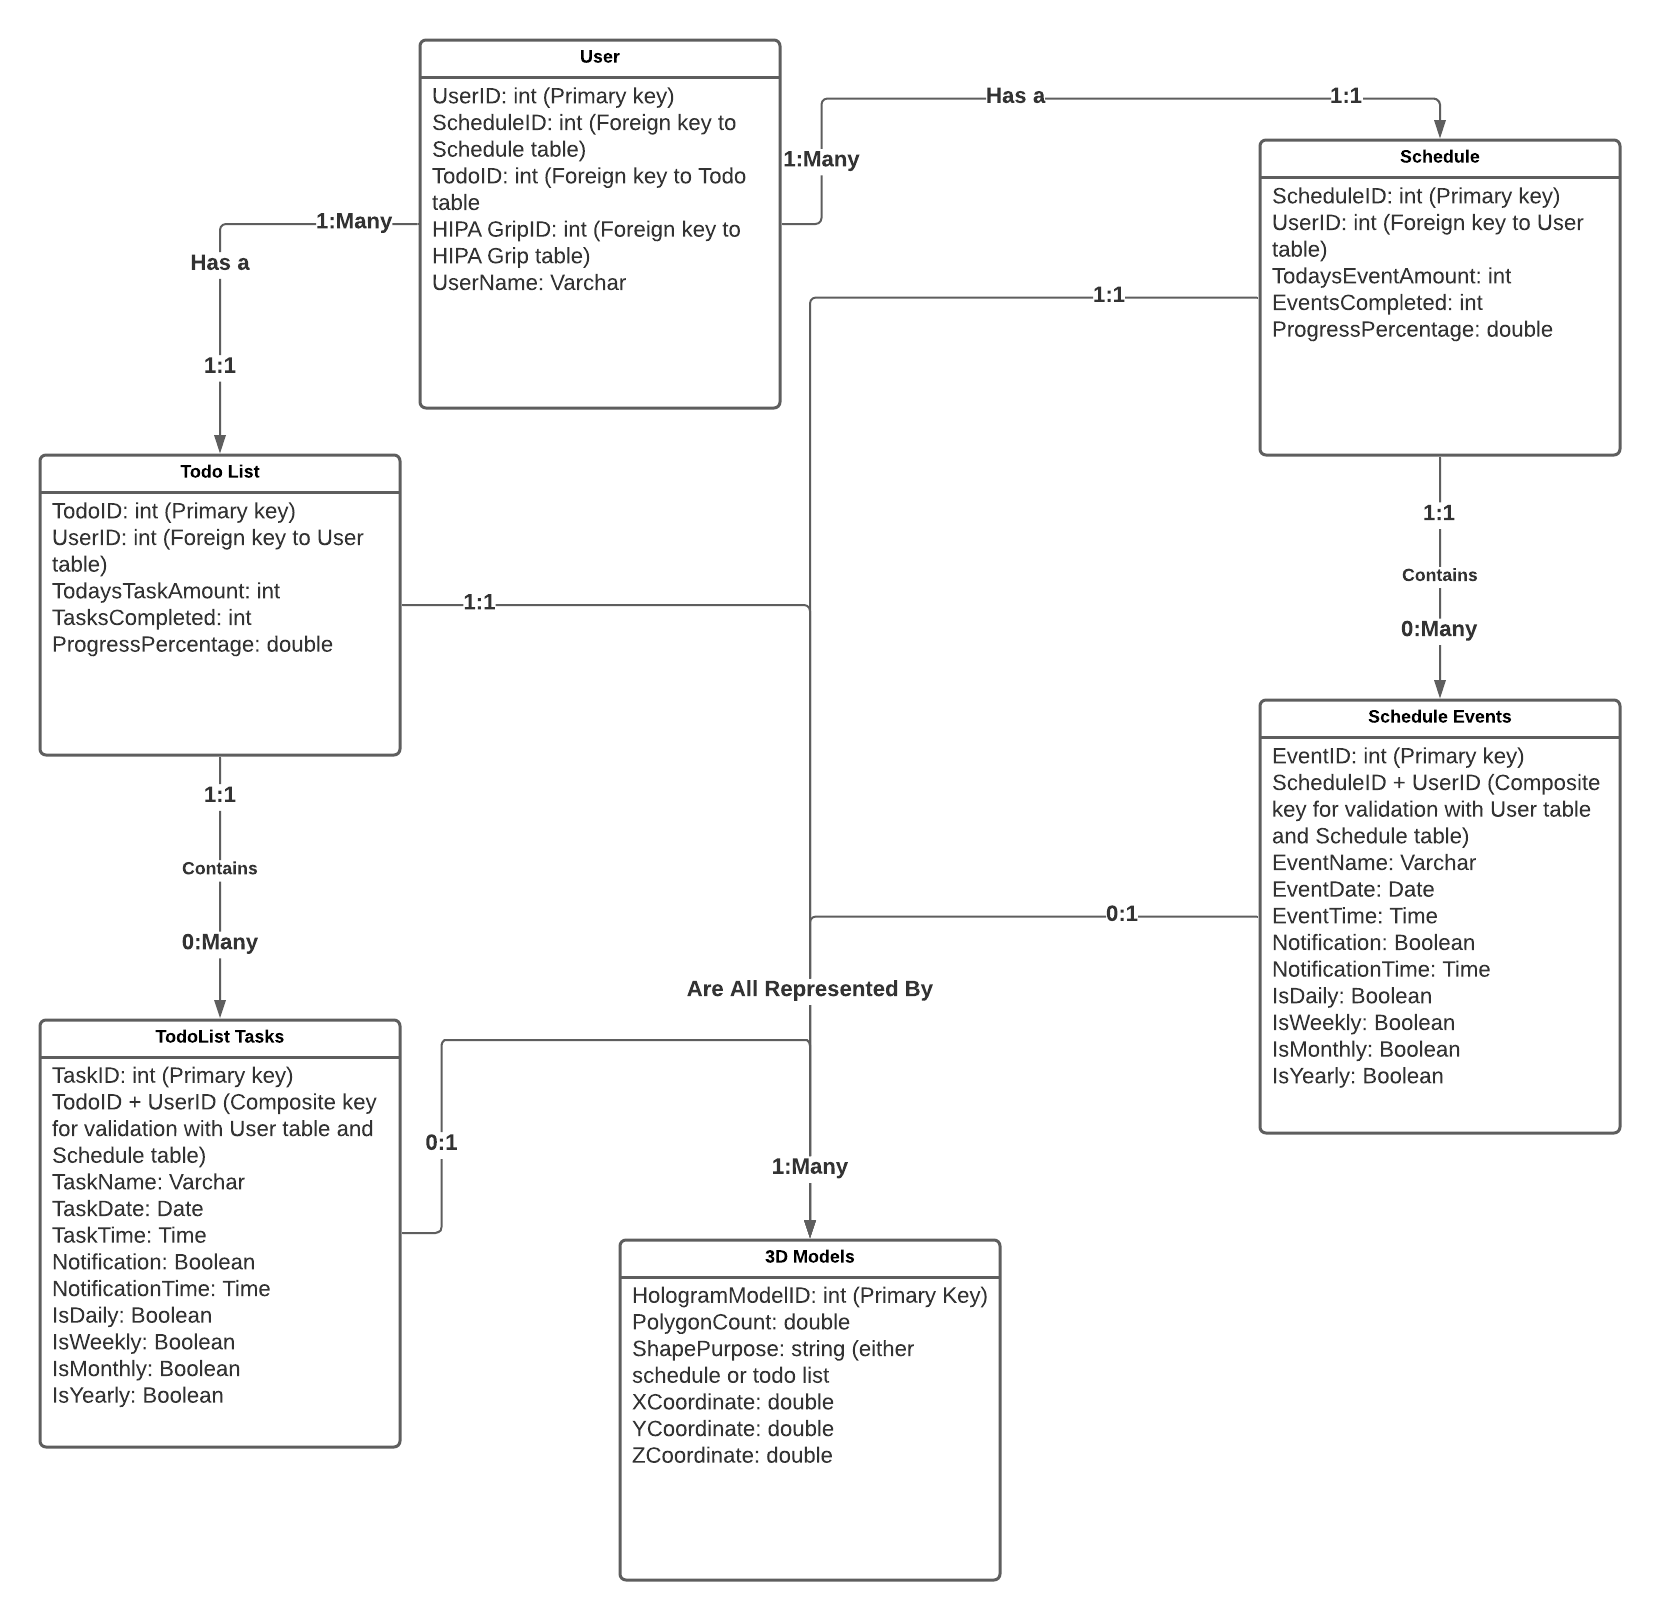 User
UserID: int (Primary key)
ScheduleID: int (Foreign key to
Schedule table)
TodoID: int (Foreign key to Todo
table
HIPA GripID: int (Foreign key to
HIPA Grip table)
UserName: Varchar
Has a
1:1
1:Many
Schedule
ScheduleID: int (Primary key)
UserID: int (Foreign key to User
table)
TodaysEventAmount: int
EventsCompleted: int
ProgressPercentage: double
1:Many
Has a
1:1
1:1
Todo List
TodoID: int (Primary key)
UserID: int (Foreign key to User
table)
TodaysTaskAmount: int
TasksCompleted: int
ProgressPercentage: double
1:1
1:1
Contains
0:Many
Schedule Events
EventID: int (Primary key)
ScheduleID + UserID (Composite
key for validation with User table
and Schedule table)
EventName: Varchar
EventDate: Date
EventTime: Time
Notification: Boolean
NotificationTime: Time
IsDaily: Boolean
IsWeekly: Boolean
IsMonthly: Boolean
IsYearly: Boolean
1:1
Contains
0:Many
0:1
Are All Represented By
TodoList Tasks
TaskID: int (Primary key)
TodoID + UserID (Composite key
for validation with User table and
Schedule table)
TaskName: Varchar
TaskDate: Date
TaskTime: Time
Notification: Boolean
NotificationTime: Time
IsDaily: Boolean
IsWeekly: Boolean
IsMonthly: Boolean
IsYearly: Boolean
0:1
1:Many
3D Models
HologramModelID: int (Primary Key)
PolygonCount: double
ShapePurpose: string (either
schedule or todo list
XCoordinate: double
YCoordinate: double
ZCoordinate: double